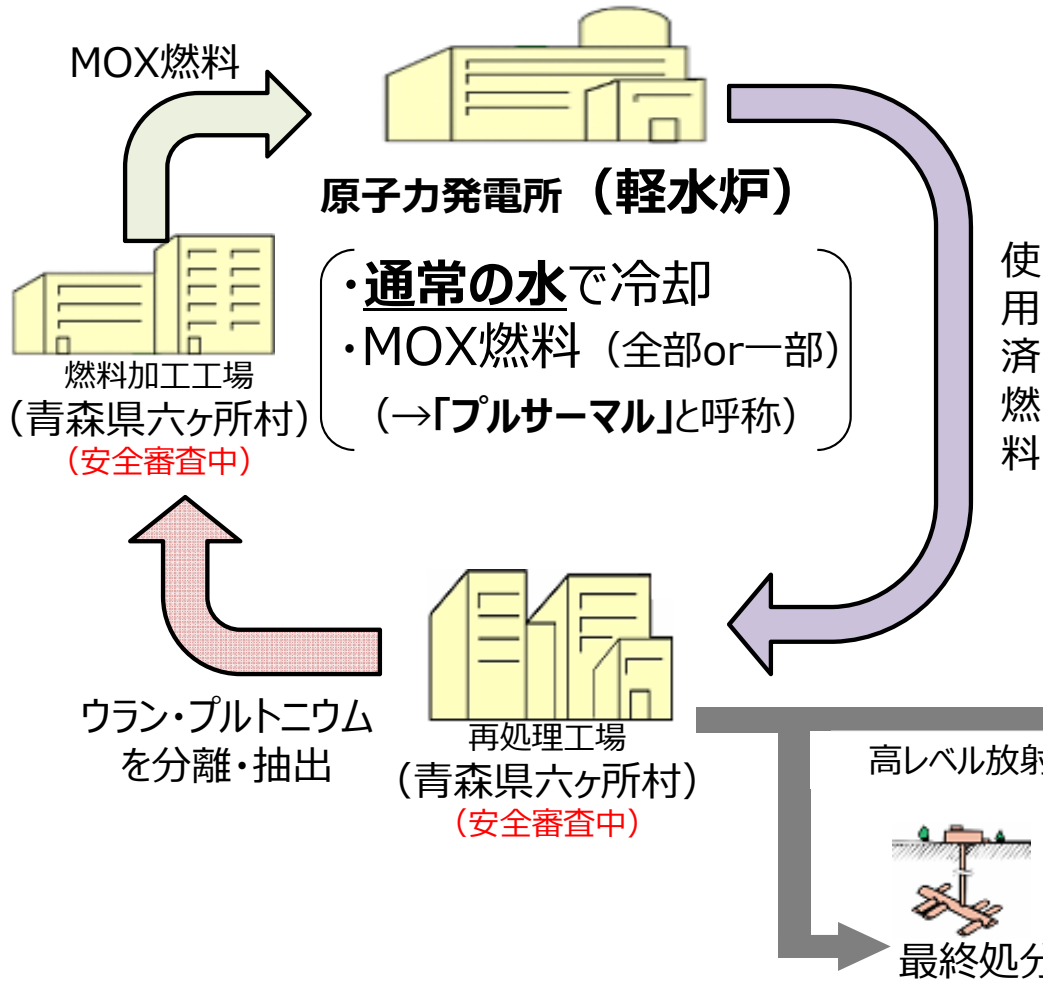 MOX燃料
原子力発電所（軽水炉）
・通常の水で冷却
・MOX燃料（全部or一部）
（→「プルサーマル」と呼称）
使用済燃料
燃料加工工場
（青森県六ヶ所村）
（安全審査中）
ウラン・プルトニウム
を分離・抽出
再処理工場
（青森県六ヶ所村）
（安全審査中）
高レベル放射
最終処分